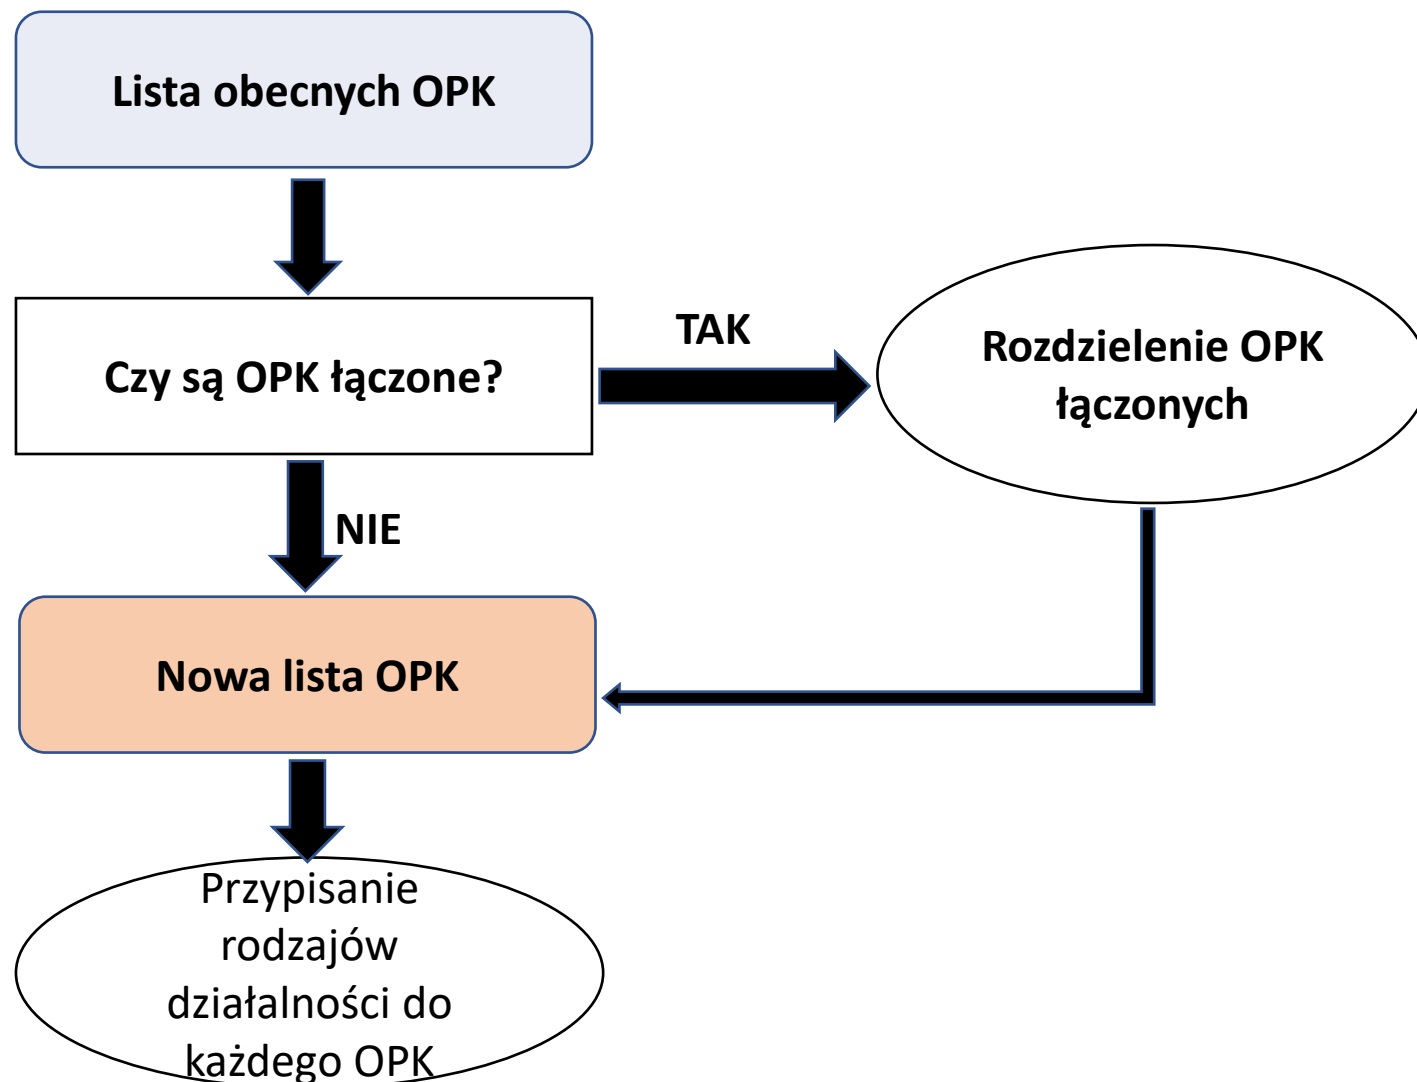 Lista obecnych OPK
Czy są OPK łączone?
TAK
Rozdzielenie OPK
łączonych
NIE
Nowa lista OPK
Przypisanie
rodzajów
działalności do
każdego OPK